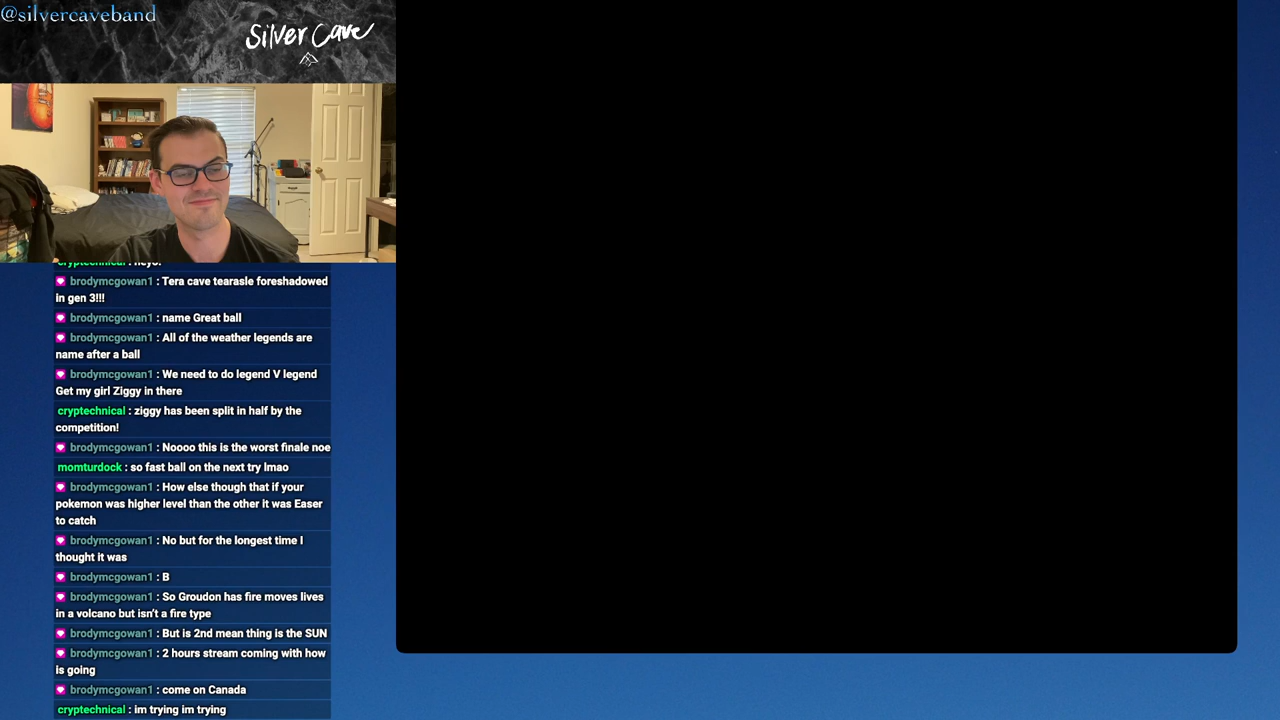 @silvercaveband
Silver Cave
cryptechnical : heyo!
brodymcgowan1 : Tera cave tearasle foreshadowed
in gen 3!!!
brodymcgowan1 : name Great ball
brodymcgowan1 : All of the weather legends are
name after a ball
brodymcgowan1 : We need to do legend V legend
Get my girl Ziggy in there
cryptechnical : ziggy has been split in half by the
competition!
brodymcgowan1 : Noooo this is the worst finale noe
momturdock : so fast ball on the next try lmao
brodymcgowan1 : How else though that if your
pokemon was higher level than the other it was Easer
to catch
brodymcgowan1 : No but for the longest time I
thought it was
brodymcgowan1 : B
brodymcgowan1 : So Groudon has fire moves lives
in a volcano but isn't a fire type
brodymcgowan1 : But is 2nd mean thing is the SUN
brodymcgowan1 : 2 hours stream coming with how
is going
brodymcgowan1 : come on Canada
cryptechnical : im trying im trying